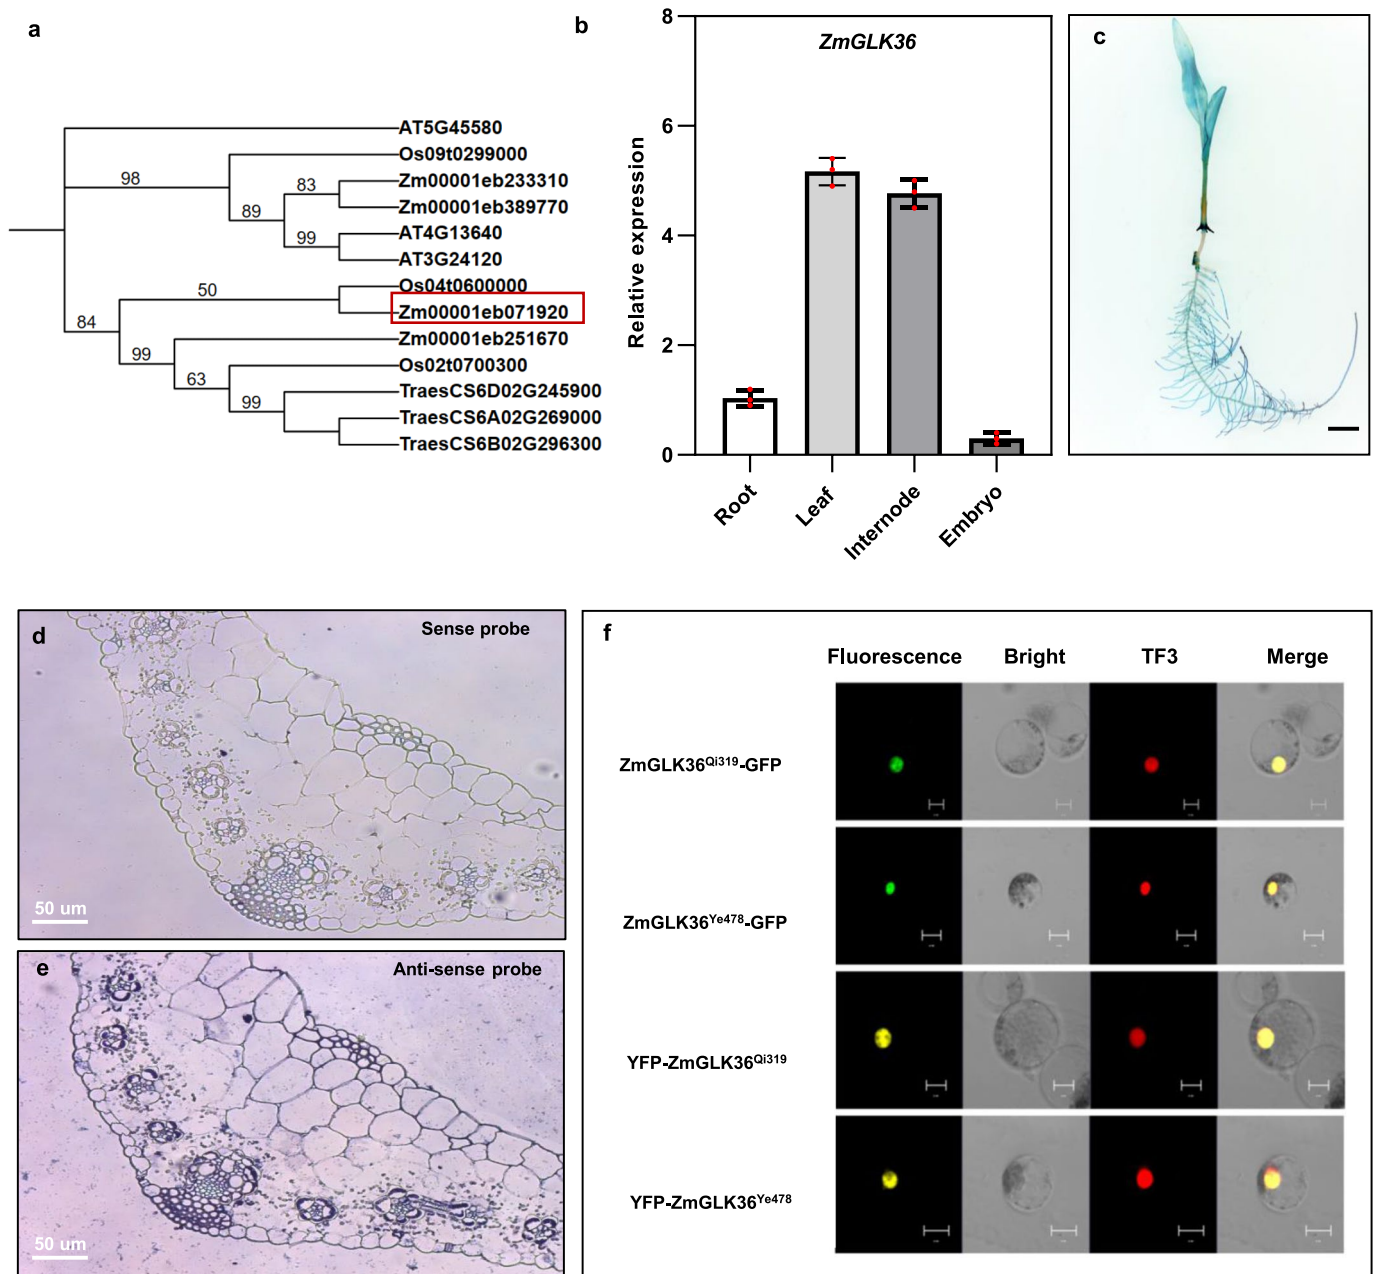 a
98
83
89
99
50
84
99
63
99
AT5G45580
Os09t0299000
Zm00001eb233310
Zm00001eb389770
AT4G13640
AT3G24120
Os04t0600000
Zm00001eb071920
Zm00001eb251670
Os02t0700300
TraesCS6D02G245900
TraesCS6A02G269000
TraesCS6B02G296300
b
ZmGLK36
Relative expression
8
6
4
2
0
Root
Leaf
Internode
Embryo
c
d
Sense probe
50 um
e
Anti-sense probe
50 um
f
Fluorescence Bright TF3 Merge
ZmGLK36Qi319-GFP
ZmGLK36Ye478-GFP
YFP-ZmGLK36Qi319
YFP-ZmGLK36Ye478